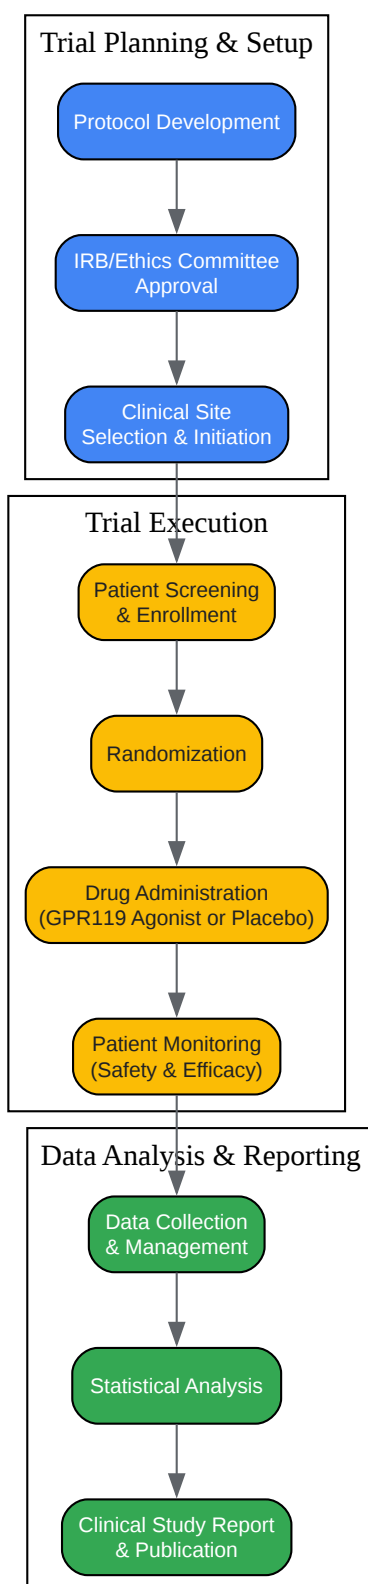 Trial Planning & Setup
Protocol Development
IRB/Ethics Committee
Approval
Clinical Site
Selection & Initiation
Trial Execution
Patient Screening
& Enrollment
Randomization
Drug Administration
(GPR119 Agonist or Placebo)
Patient Monitoring
(Safety & Efficacy)
Data Analysis & Reporting
Data Collection
& Management
Statistical Analysis
Clinical Study Report
& Publication